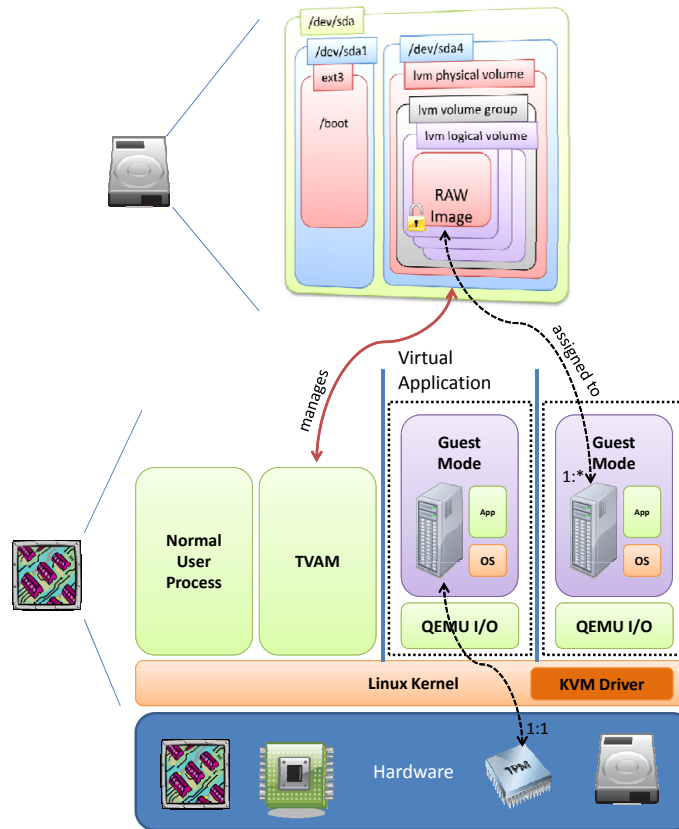 /dev/sda
/dev/sda1
/dev/sda4
ext3
lvm physical volume
/boot
lvm volume group
lvm logical volume
RAW
Image
manages
Virtual
Application
assigned to
Guest
Mode
App
OS
QEMU I/O
Guest
Mode
1:*
App
OS
QEMU I/O
Normal
User
Process
TVAM
Linux Kernel
KVM Driver
1:1
Hardware
TPM